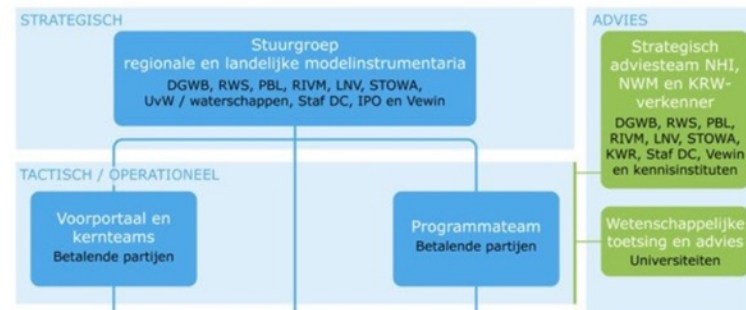 STRATEGISCH
Stuurgroep
regionale en landelijke modelinstrumentaria
DGWB, RWS, PBL, RIVM, LNV, STOWA,
UvW / waterschappen, Staf DC, IPO en Vewin
TACTISCH / OPERATIONEEL
Voorportaal en
kernteams
Betalende partijen
Programmateam
Betalende partijen
ADVIES
Strategisch
adviesteam NHI,
NWM en KRW-
verkenner
DGWB, RWS, PBL,
RIVM, LNV, STOWA,
KWR, Staf DC, Vewin
en kennisinstituten
Wetenschappelijke
toetsing en advies
Universiteiten